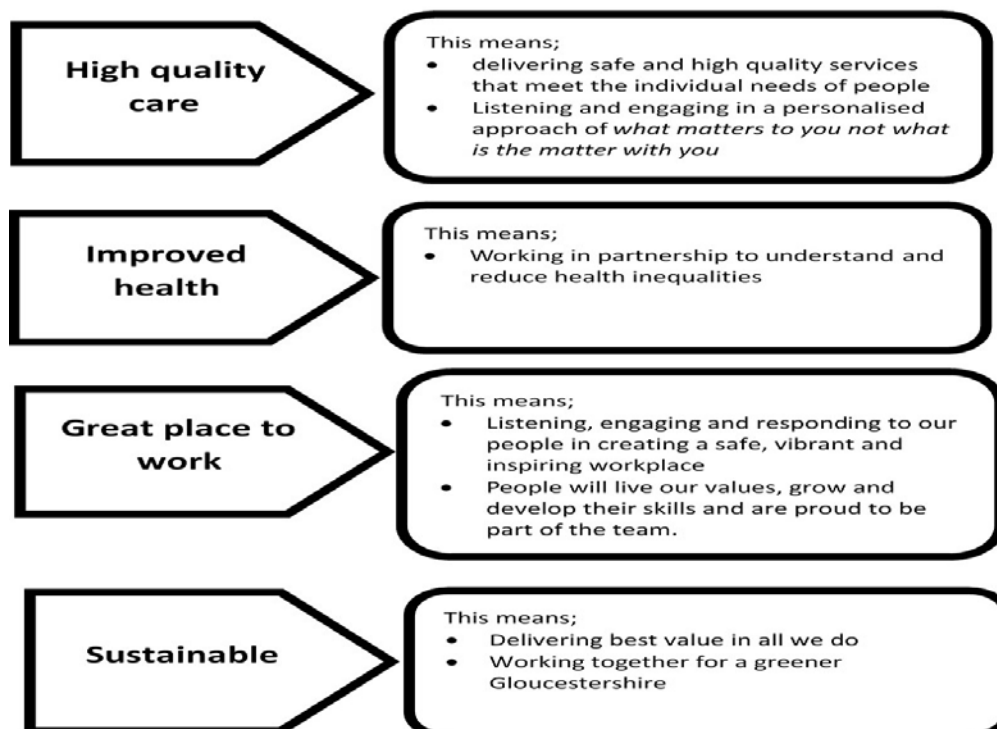 High quality
care
This means;
• delivering safe and high quality services
that meet the individual needs of people
• Listening and engaging in a personalised
approach of what matters to you not what
is the matter with you
Improved
health
This means;
• Working in partnership to understand and
reduce health inequalities
Great place to
work
This means;
• Listening, engaging and responding to our
people in creating a safe, vibrant and
inspiring workplace
• People will live our values, grow and
develop their skills and are proud to be
part of the team.
Sustainable
This means;
• Delivering best value in all we do
• Working together for a greener
Gloucestershire